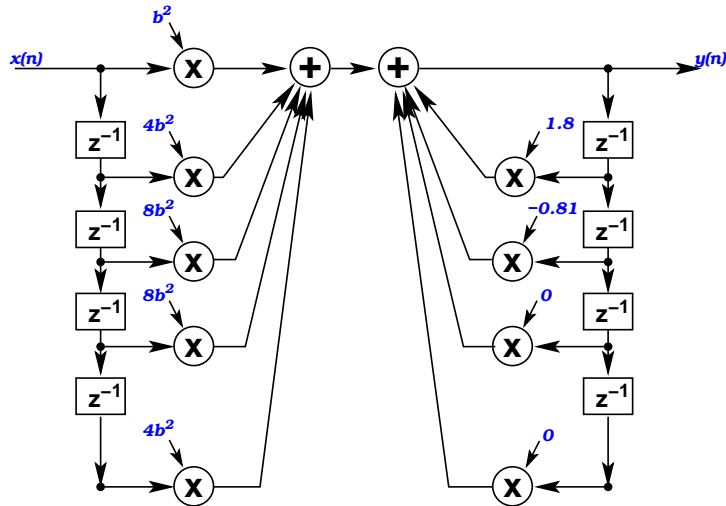 b²
x(n) X + + y(n)
4b² 1.8
z⁻¹ z⁻¹
X X
8b² −0.81
z⁻¹ z⁻¹
X X
8b² 0
z⁻¹ z⁻¹
X X
z⁻¹ z⁻¹
4b² 0
X X